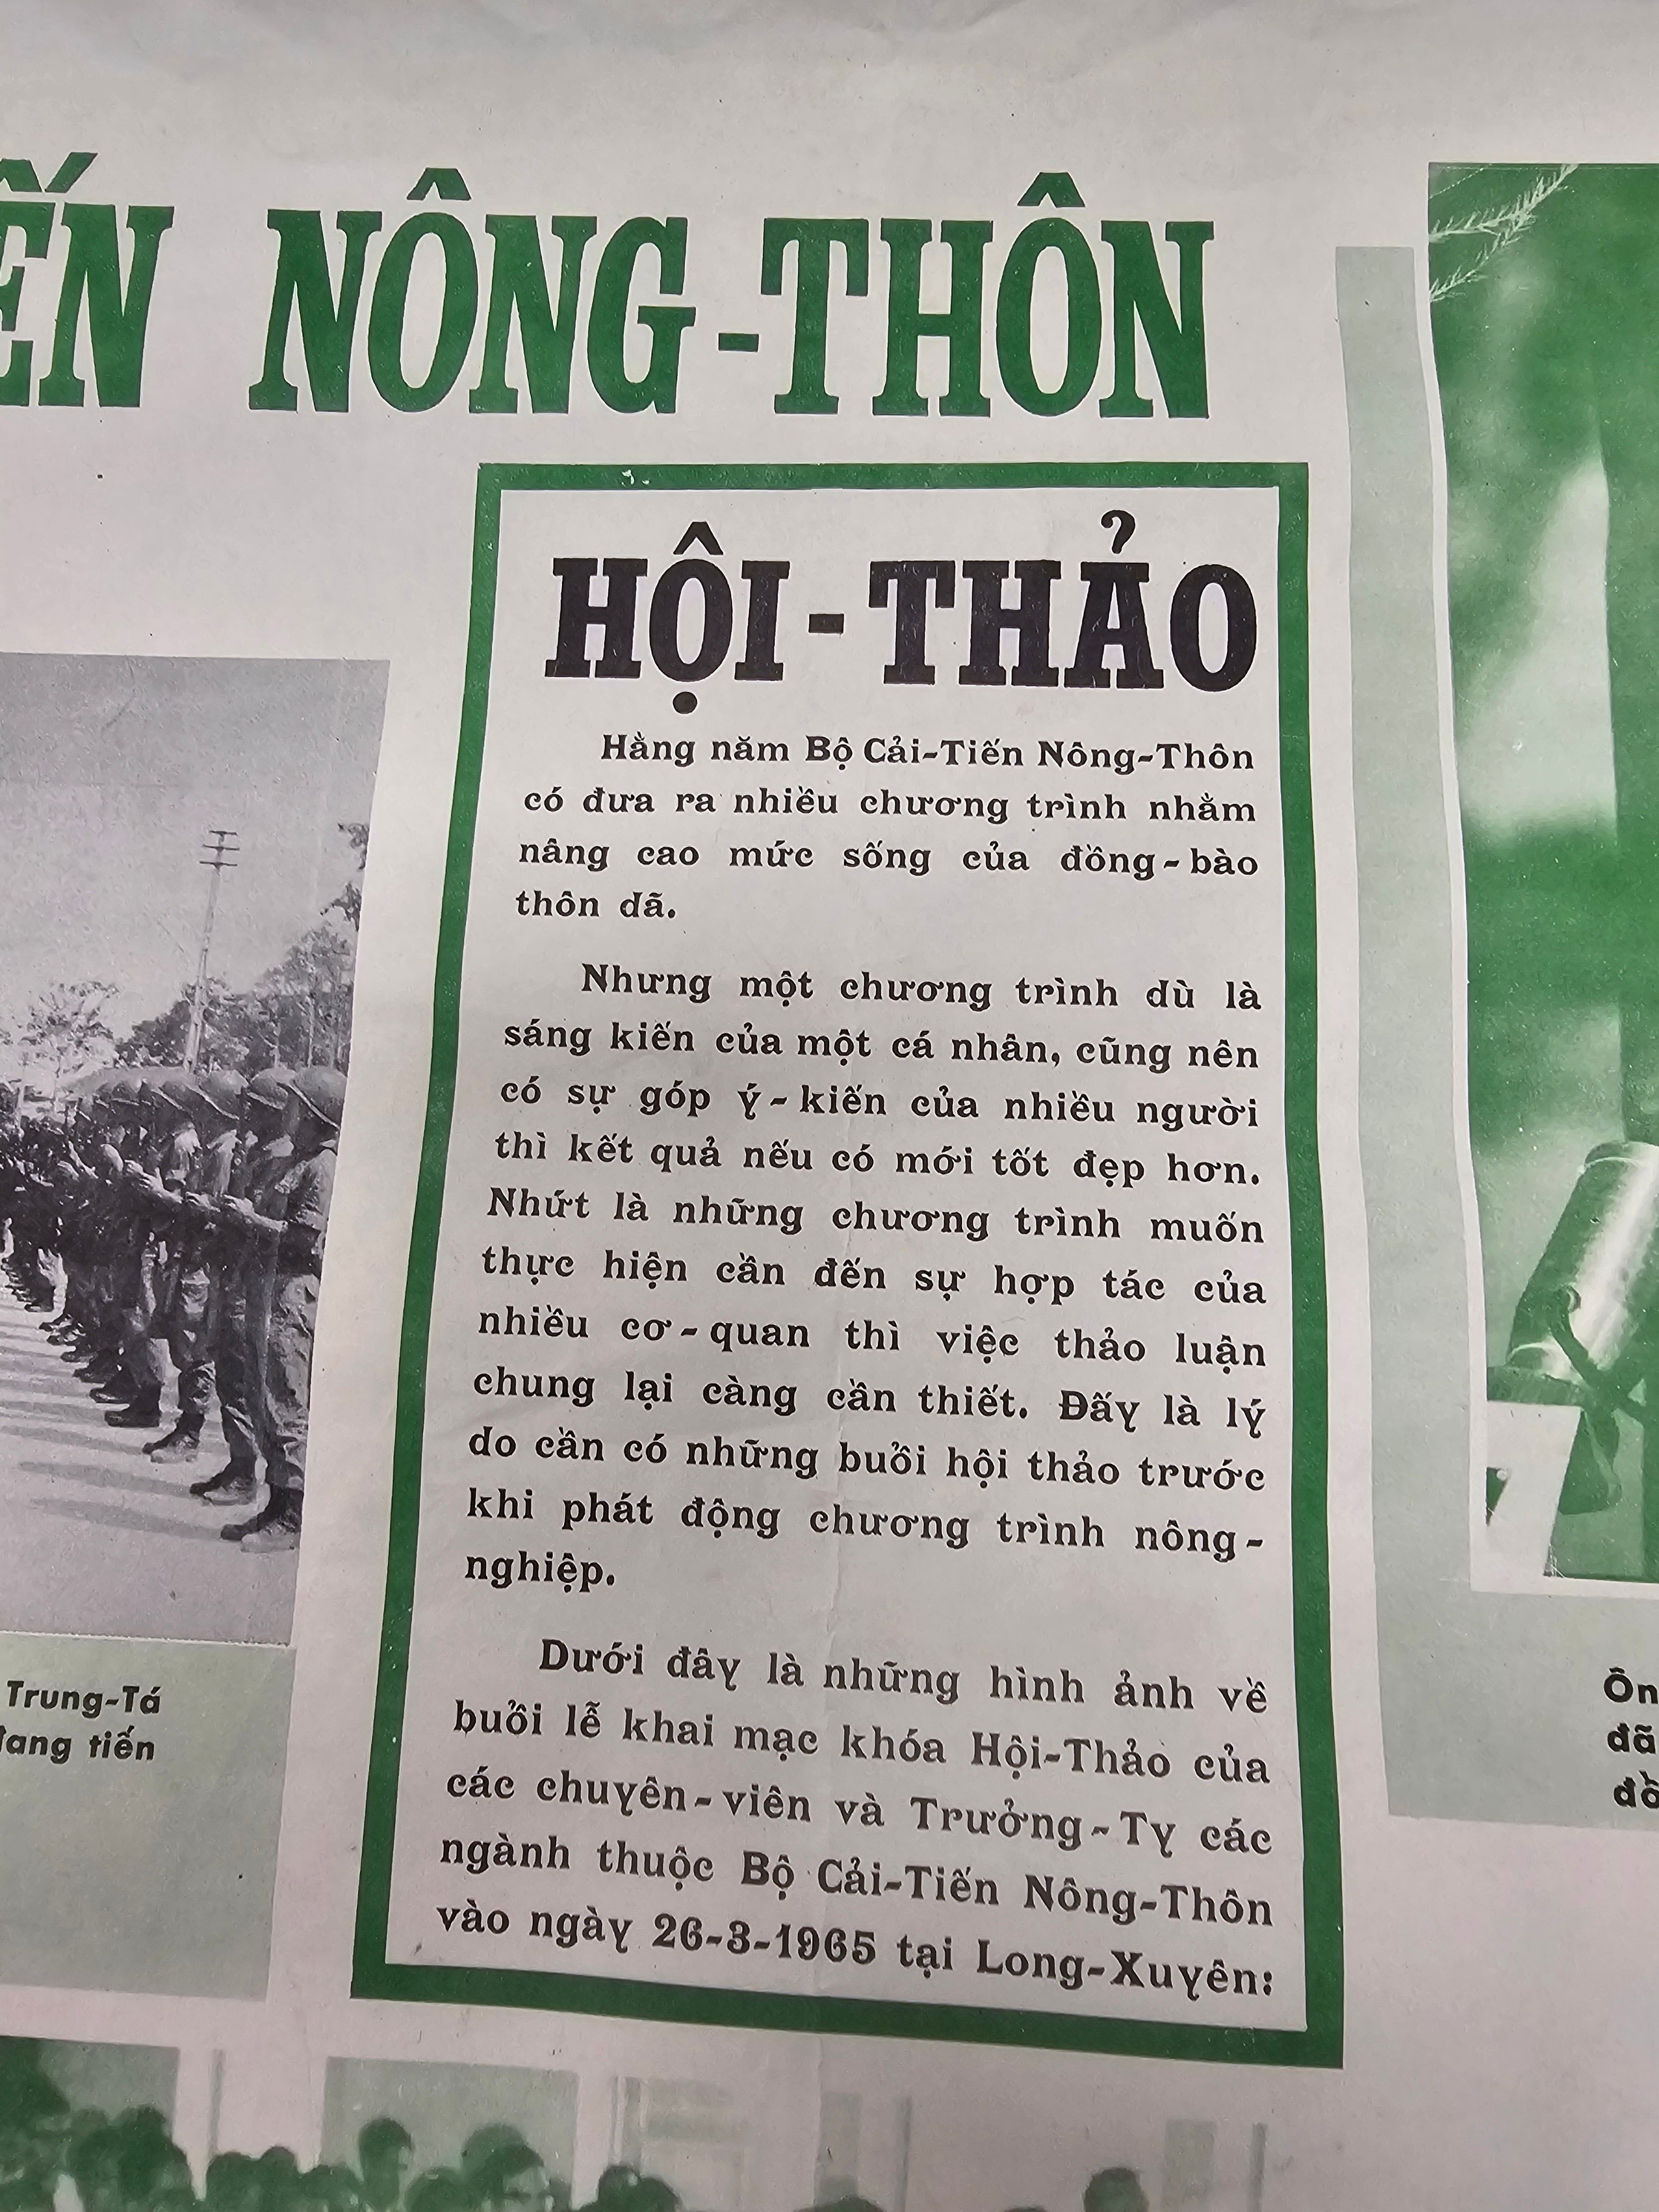 ẾN NÔNG-THÔN
HỘI-THẢO
Hằng năm Bộ Cải-Tiến Nông-Thôn
có đưa ra nhiều chương trình nhằm
nâng cao mức sống của đồng-bào
thôn dã.
Nhưng một chương trình dù là
sáng kiến của một cá nhân, cũng nên
có sự góp ý-kiến của nhiều người
thì kết quả nếu có mới tốt đẹp hơn.
Nhứt là những chương trình muốn
thực hiện cần đến sự hợp tác của
nhiều cơ-quan thì việc thảo luận
chung lại càng cần thiết. Đấy là lý
do cần có những buổi hội thảo trước
khi phát động chương trình nông-
nghiệp.
Dưới đây là những hình ảnh về
buổi lễ khai mạc khóa Hội-Thảo của
các chuyên-viên và Trưởng-Ty các
ngành thuộc Bộ Cải-Tiến Nông-Thôn
vào ngày 26-3-1965 tại Long-Xuyên:
Trung-Tá
đang tiến
Ôn
đã
đồ